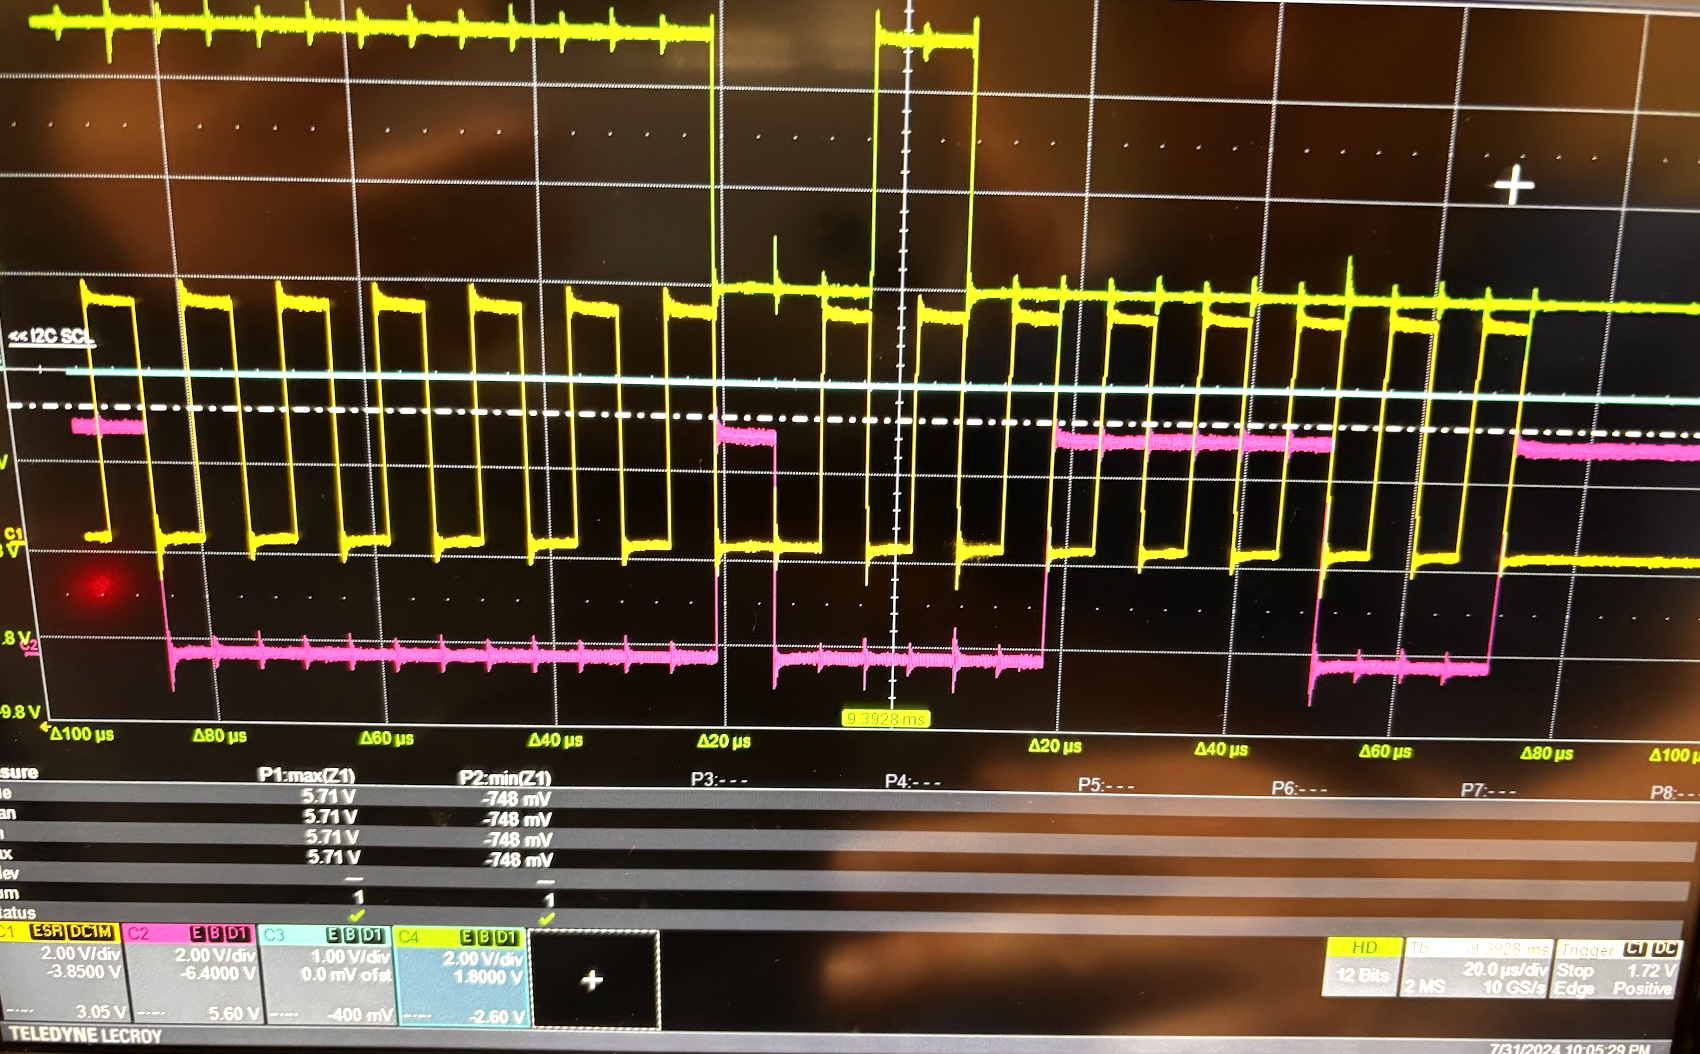 << I2C SCL
V
C1
8 V
.8 V C2
-9.8 V
9.3928 ms
Δ100 µs Δ80 µs Δ60 µs Δ40 µs Δ20 µs Δ20 µs Δ40 µs Δ60 µs Δ80 µs Δ100 µ
sure P1:max(Z1) P2:min(Z1) P3:--- P4:--- P5:--- P6:--- P7:--- P8:---
e 5.71 V -748 mV
an 5.71 V -748 mV
n 5.71 V -748 mV
x 5.71 V -748 mV
dev --- ---
um 1 1
tatus
C1 ESR DC1M C2 E B D1 C3 E B D1 C4 E B D1 HD Tb -9.3928 ms Trigger C1 DC
2.00 V/div 2.00 V/div 1.00 V/div 2.00 V/div 12 Bits 20.0 µs/div Stop 1.72 V
-3.8500 V -6.4000 V 0.0 mV ofst 1.8000 V 2 MS 10 GS/s Edge Positive
3.05 V 5.60 V -400 mV -2.60 V
TELEDYNE LECROY
7/31/2024 10:05:29 PM